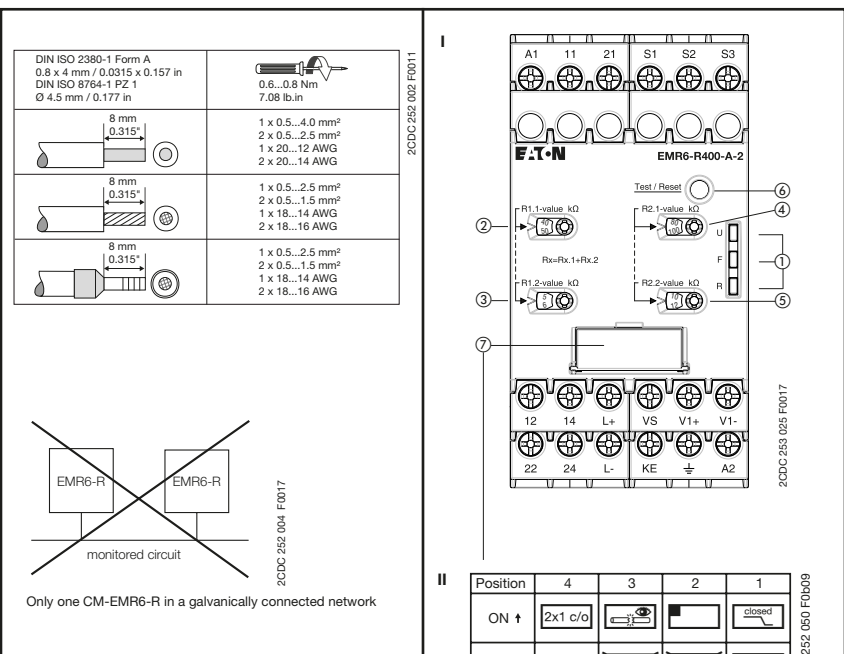 DIN ISO 2380-1 Form A
0.8 x 4 mm / 0.0315 x 0.157 in
DIN ISO 8764-1 PZ 1
Ø 4.5 mm / 0.177 in
0.6...0.8 Nm
7.08 lb.in
8 mm
0.315"
1 x 0.5...4.0 mm²
2 x 0.5...2.5 mm²
1 x 20...12 AWG
2 x 20...14 AWG
8 mm
0.315"
1 x 0.5...2.5 mm²
2 x 0.5...1.5 mm²
1 x 18...14 AWG
2 x 18...16 AWG
8 mm
0.315"
1 x 0.5...2.5 mm²
2 x 0.5...1.5 mm²
1 x 18...14 AWG
2 x 18...16 AWG
2CDC 252 002 F0011
EMR6-R
EMR6-R
monitored circuit
2CDC 252 004 F0017
Only one CM-EMR6-R in a galvanically connected network
I
A1 11 21 S1 S2 S3
EATON
EMR6-R400-A-2
Test / Reset
⑥
R1.1-value kΩ
40
50
②
R2.1-value kΩ
90
100
④
Rx=Rx.1+Rx.2
U
F
R
①
R1.2-value kΩ
5
6
③
R2.2-value kΩ
10
12
⑤
⑦
12 14 L+ VS V1+ V1-
22 24 L- KE A2
2CDC 253 025 F0017
II
Position 4 3 2 1
ON ↑ 2x1 c/o closed
252 050 F0b09